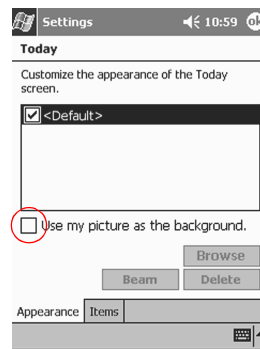 Settings 10:59 ok
Today
Customize the appearance of the Today
screen.
<Default>
Use my picture as the background.
Browse
Beam Delete
Appearance Items